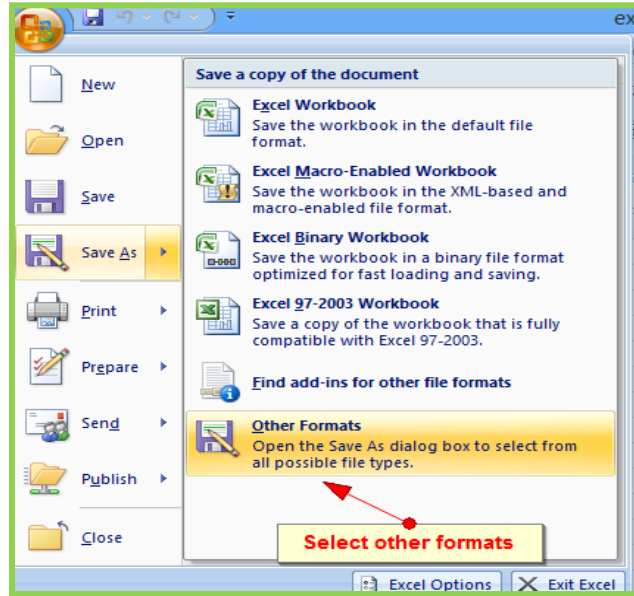 ex
New
Open
Save
Save As
Print
Prepare
Send
Publish
Close
Save a copy of the document
Excel Workbook
Save the workbook in the default file
format.
Excel Macro-Enabled Workbook
Save the workbook in the XML-based and
macro-enabled file format.
Excel Binary Workbook
Save the workbook in a binary file format
optimized for fast loading and saving.
Excel 97-2003 Workbook
Save a copy of the workbook that is fully
compatible with Excel 97-2003.
Find add-ins for other file formats
Other Formats
Open the Save As dialog box to select from
all possible file types.
Select other formats
Excel Options
Exit Excel